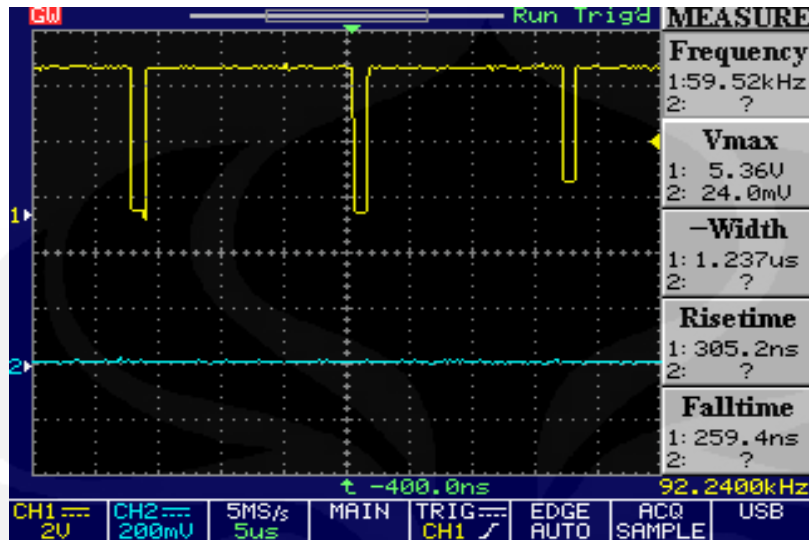 GW Run Trig'd MEASURE
Frequency
1:59.52kHz
2: ?
Vmax
1: 5.36V
2: 24.0mV
—Width
1: 1.237us
2: ?
Risetime
1: 305.2ns
2: ?
Falltime
1: 259.4ns
2: ?
1
2
-400.0ns 92.2400kHz
CH1 CH2 5MS/s MAIN TRIG EDGE ACQ USB
2V 200mV 5us CH1 AUTO SAMPLE